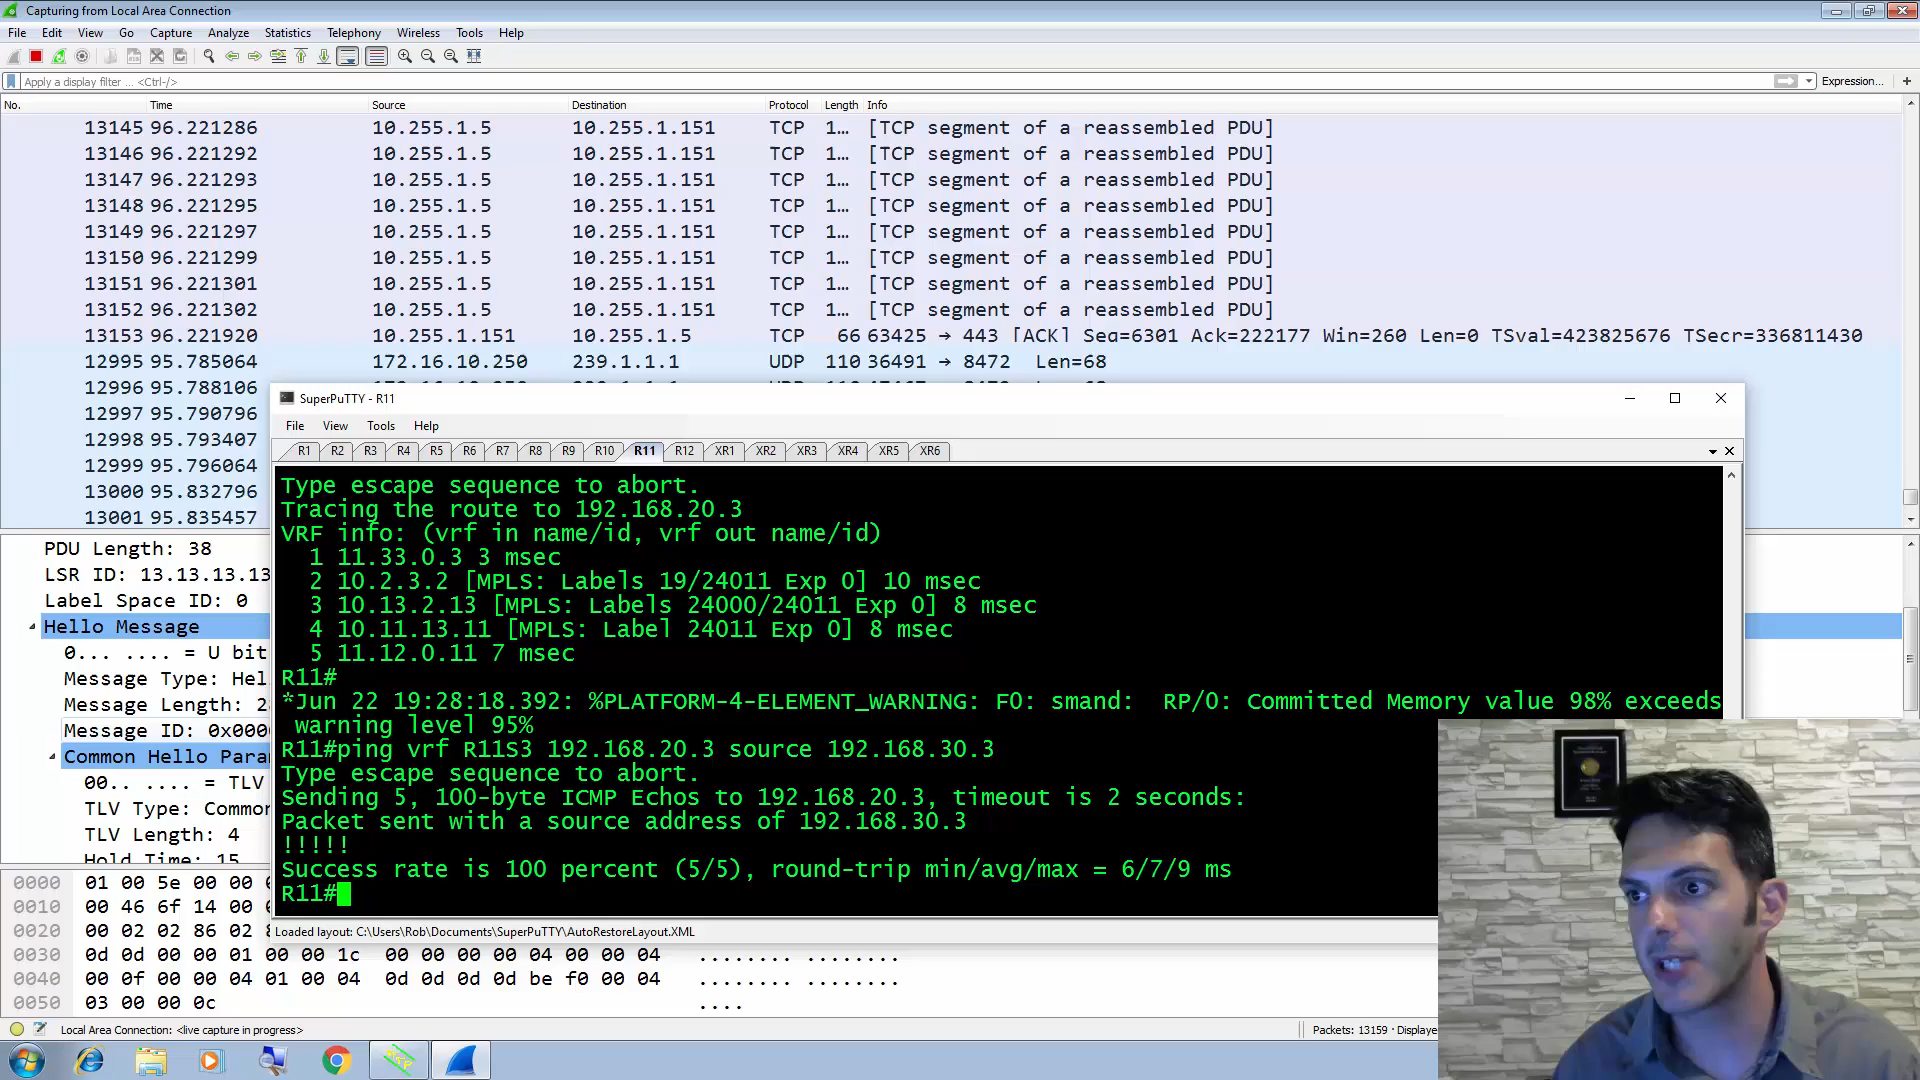 Capturing from Local Area Connection
File Edit View Go Capture Analyze Statistics Telephony Wireless Tools Help
Apply a display filter ... <Ctrl-/> Expression... +
No. Time Source Destination Protocol Length Info
13145 96.221286 10.255.1.5 10.255.1.151 TCP 1... [TCP segment of a reassembled PDU]
13146 96.221292 10.255.1.5 10.255.1.151 TCP 1... [TCP segment of a reassembled PDU]
13147 96.221293 10.255.1.5 10.255.1.151 TCP 1... [TCP segment of a reassembled PDU]
13148 96.221295 10.255.1.5 10.255.1.151 TCP 1... [TCP segment of a reassembled PDU]
13149 96.221297 10.255.1.5 10.255.1.151 TCP 1... [TCP segment of a reassembled PDU]
13150 96.221299 10.255.1.5 10.255.1.151 TCP 1... [TCP segment of a reassembled PDU]
13151 96.221301 10.255.1.5 10.255.1.151 TCP 1... [TCP segment of a reassembled PDU]
13152 96.221302 10.255.1.5 10.255.1.151 TCP 1... [TCP segment of a reassembled PDU]
13153 96.221920 10.255.1.151 10.255.1.5 TCP 66 63425 → 443 [ACK] Seq=6301 Ack=222177 Win=260 Len=0 TSval=423825676 TSecr=336811430
12995 95.785064 172.16.10.250 239.1.1.1 UDP 110 36491 → 8472 Len=68
12996 95.788106
12997 95.790796
12998 95.793407
12999 95.796064
13000 95.832796
13001 95.835457
SuperPuTTY - R11
File View Tools Help
R1 R2 R3 R4 R5 R6 R7 R8 R9 R10 R11 R12 XR1 XR2 XR3 XR4 XR5 XR6
Type escape sequence to abort.
Tracing the route to 192.168.20.3
VRF info: (vrf in name/id, vrf out name/id)
1 11.33.0.3 3 msec
2 10.2.3.2 [MPLS: Labels 19/24011 Exp 0] 10 msec
3 10.13.2.13 [MPLS: Labels 24000/24011 Exp 0] 8 msec
4 10.11.13.11 [MPLS: Label 24011 Exp 0] 8 msec
5 11.12.0.11 7 msec
R11#
*Jun 22 19:28:18.392: %PLATFORM-4-ELEMENT_WARNING: F0: smand:  RP/0: Committed Memory value 98% exceeds
warning level 95%
R11#ping vrf R11S3 192.168.20.3 source 192.168.30.3
Type escape sequence to abort.
Sending 5, 100-byte ICMP Echos to 192.168.20.3, timeout is 2 seconds:
Packet sent with a source address of 192.168.30.3
!!!!!
Success rate is 100 percent (5/5), round-trip min/avg/max = 6/7/9 ms
R11#
Loaded layout: C:\Users\Rob\Documents\SuperPuTTY\AutoRestoreLayout.XML
PDU Length: 38
LSR ID: 13.13.13.13
Label Space ID: 0
Hello Message
0... .... = U bit
Message Type: Hel
Message Length: 2
Message ID: 0x000
Common Hello Para
00.. .... = TLV
TLV Type: Common
TLV Length: 4
Hold Time: 15
0000 01 00 5e 00 00
0010 00 46 6f 14 00
0020 00 02 02 86 02
0030 0d 0d 00 00 01 00 00 1c 00 00 00 00 04 00 00 04 ........ ........
0040 00 0f 00 00 04 01 00 04 0d 0d 0d 0d be f0 00 04 ........ ........
0050 03 00 00 0c ....
Local Area Connection: <live capture in progress> Packets: 13159 · Displaye